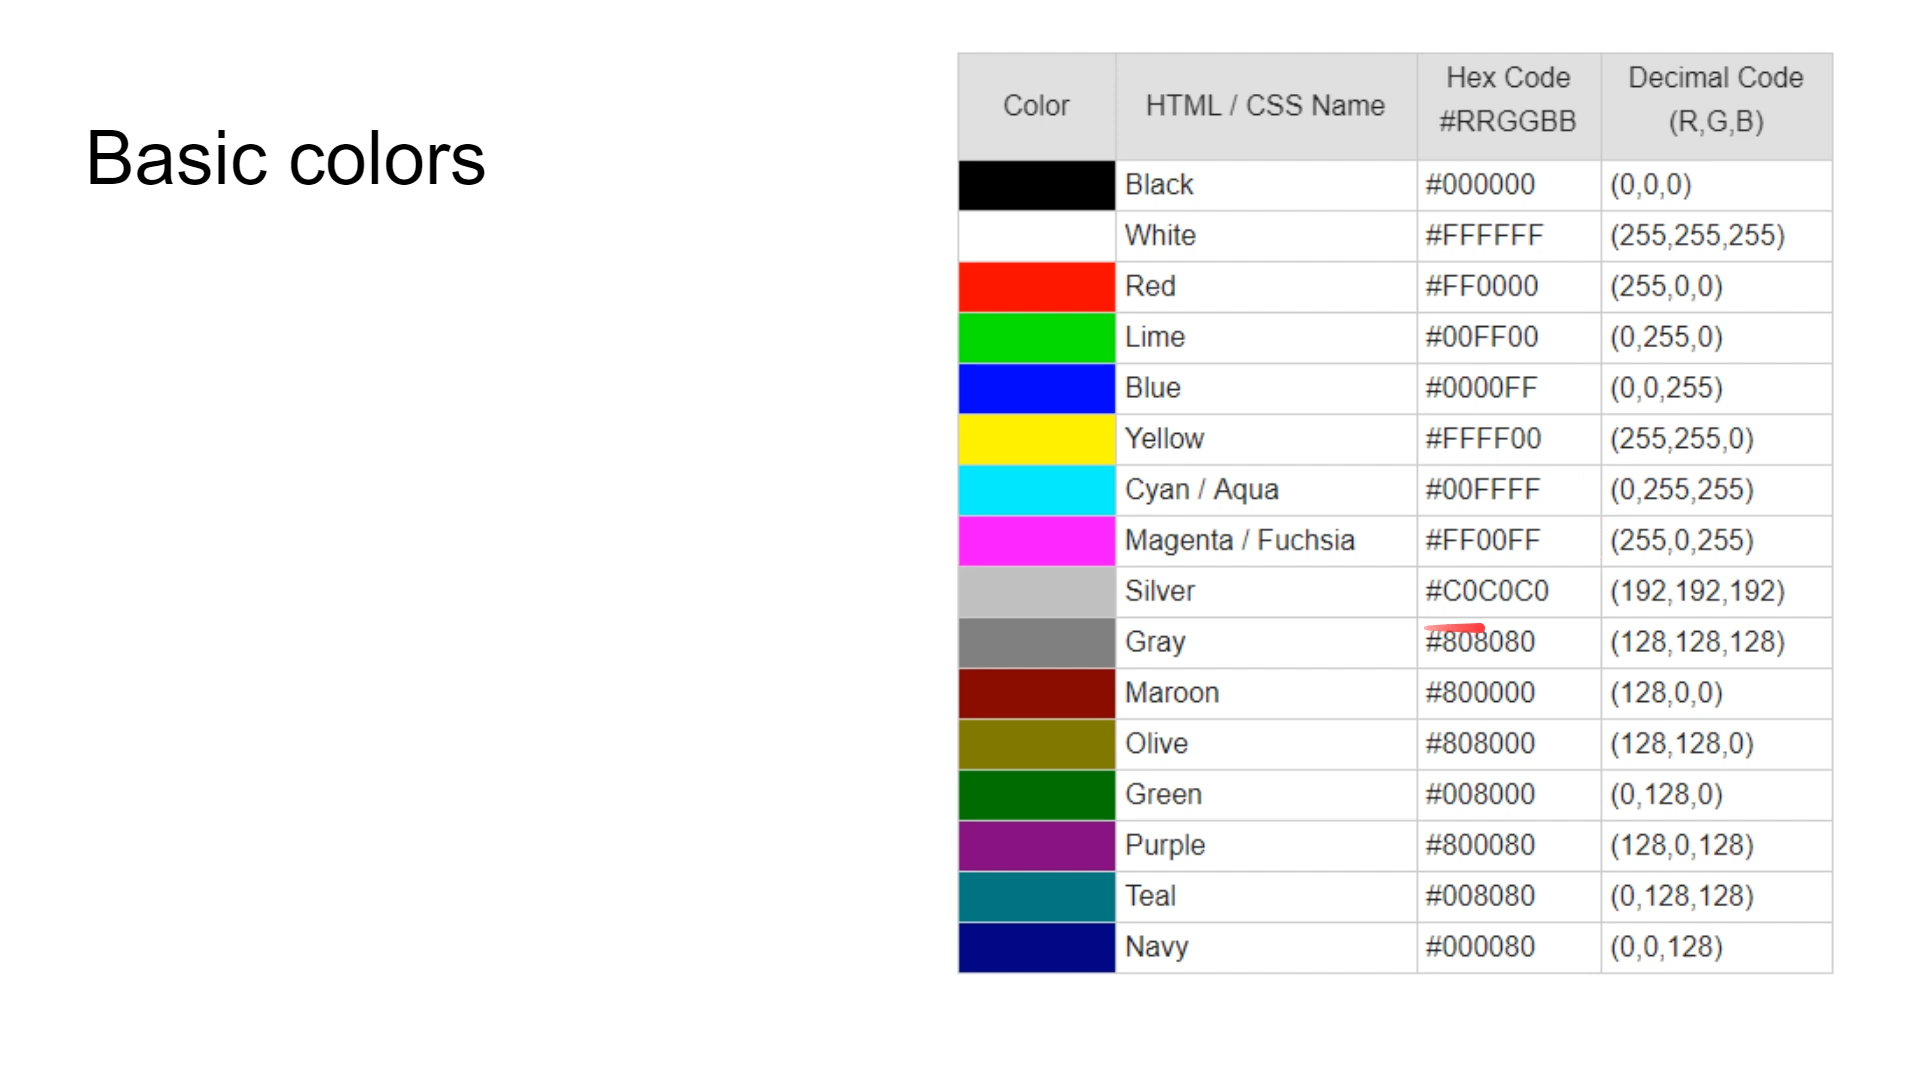 Basic colors
Color HTML / CSS Name Hex Code #RRGGBB Decimal Code (R,G,B)
Black #000000 (0,0,0)
White #FFFFFF (255,255,255)
Red #FF0000 (255,0,0)
Lime #00FF00 (0,255,0)
Blue #0000FF (0,0,255)
Yellow #FFFF00 (255,255,0)
Cyan / Aqua #00FFFF (0,255,255)
Magenta / Fuchsia #FF00FF (255,0,255)
Silver #C0C0C0 (192,192,192)
Gray #808080 (128,128,128)
Maroon #800000 (128,0,0)
Olive #808000 (128,128,0)
Green #008000 (0,128,0)
Purple #800080 (128,0,128)
Teal #008080 (0,128,128)
Navy #000080 (0,0,128)